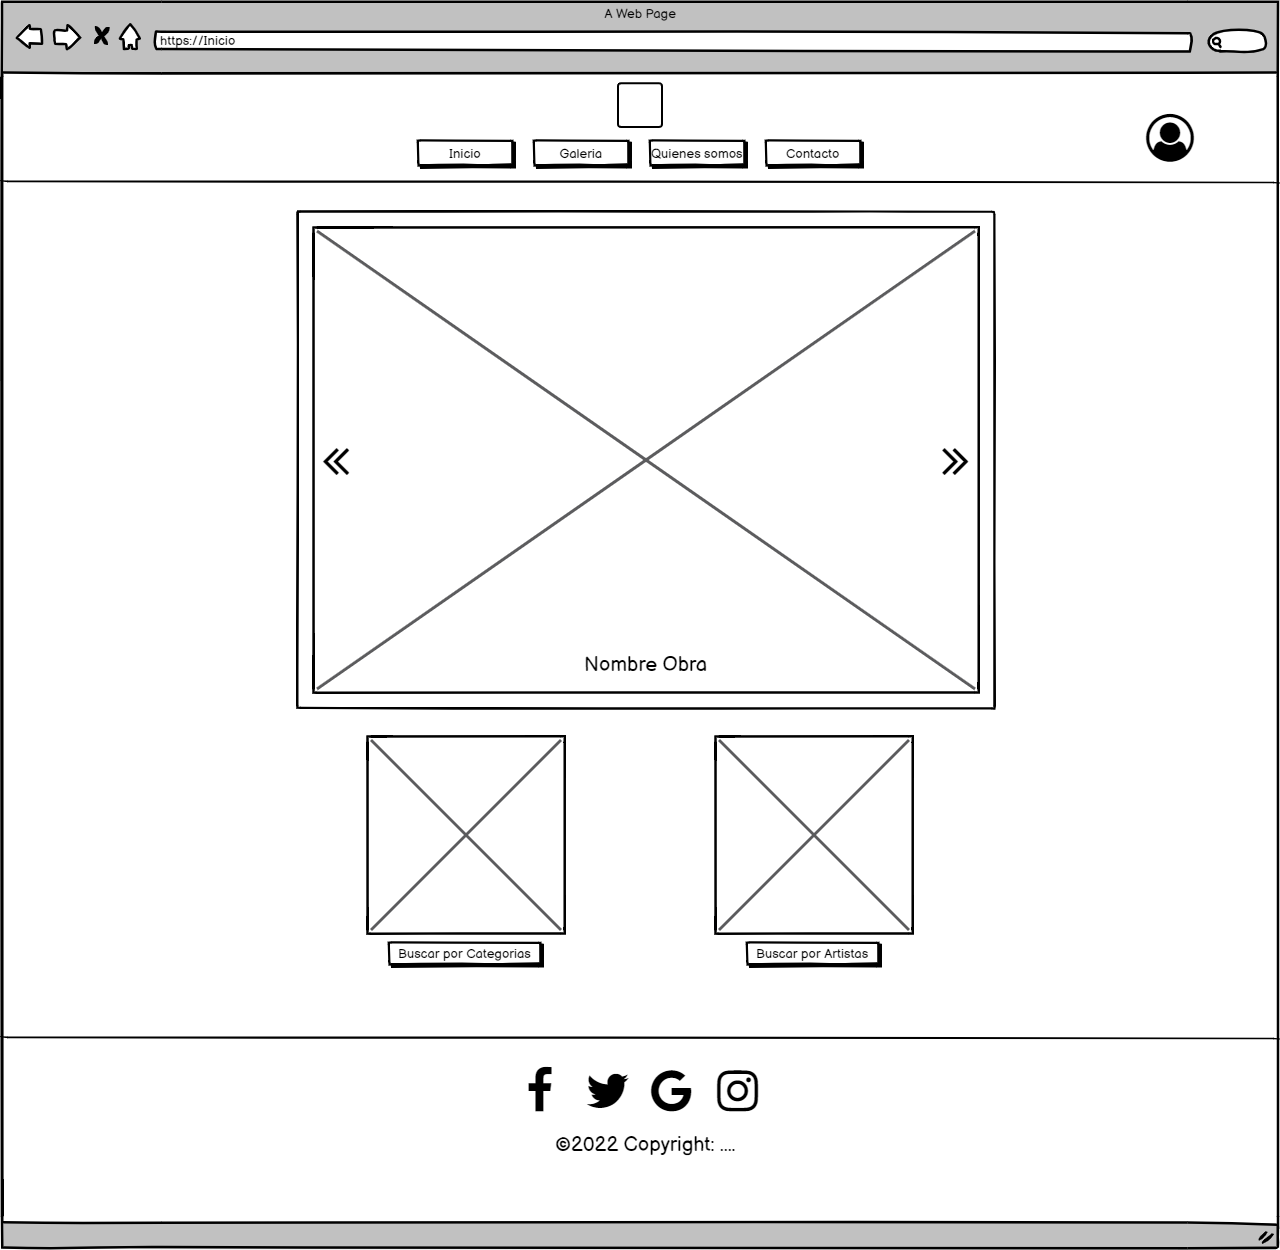 A Web Page
https://Inicio
Inicio
Galeria
Quienes somos
Contacto
Nombre Obra
Buscar por Categorias
Buscar por Artistas
©2022 Copyright: ....